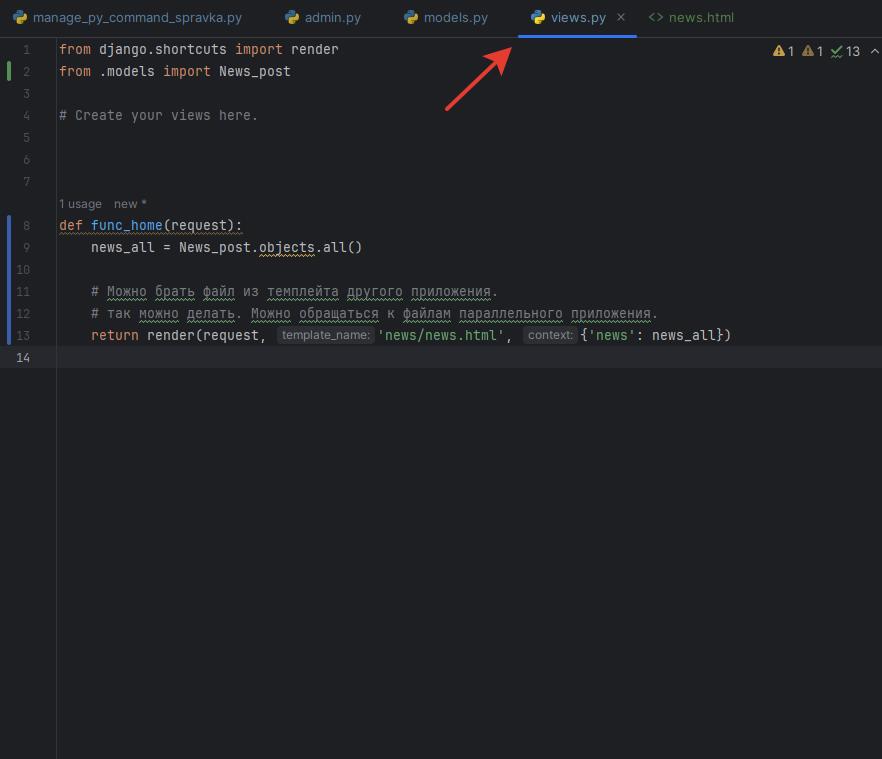 manage_py_command_spravka.py admin.py models.py views.py × <> news.html
1 from django.shortcuts import render 1 1 13
2 from .models import News_post
3
4 # Create your views here.
5
6
7
1 usage new *
8 def func_home(request):
9 news_all = News_post.objects.all()
10
11 # Можно брать файл из темплейта другого приложения.
12 # так можно делать. Можно обращаться к файлам параллельного приложения.
13 return render(request, template_name: 'news/news.html', context: {'news': news_all})
14